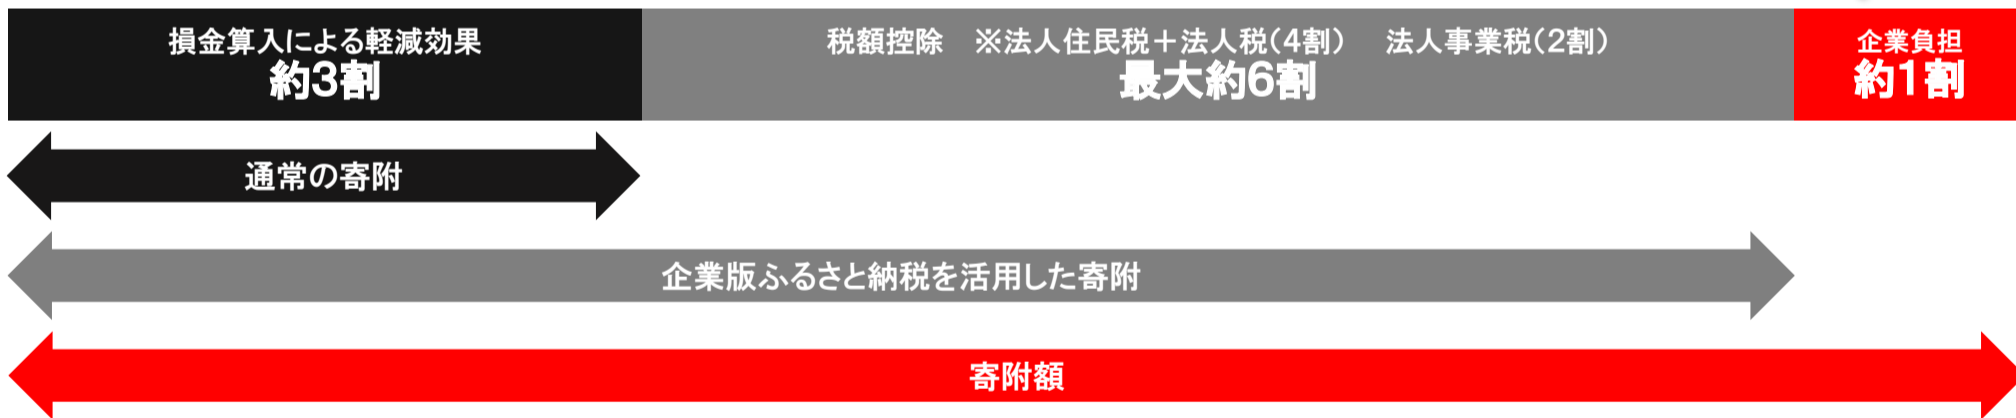 損金算入による軽減効果
約3割
税額控除　※法人住民税＋法人税(4割)　法人事業税(2割)
最大約6割
企業負担
約1割
通常の寄附
企業版ふるさと納税を活用した寄附
寄附額